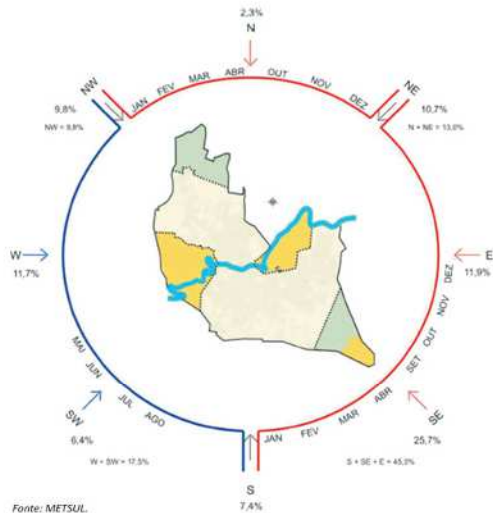 2,3%
N
NW
JAN FEV MAR ABR OUT NOV DEZ
NE
9,8%
NW = 9,8%
10,7%
N + NE = 13,0%
W
11,7%
E
11,9%
DEZ
NOV
OUT
SET
ABR
MAR
FEV
JAN
MAI
JUN
JUL
AGO
SW
6,4%
W + SW = 17,5%
SE
25,7%
S + SE + E = 45,2%
S
7,4%
Fonte: METSUL.